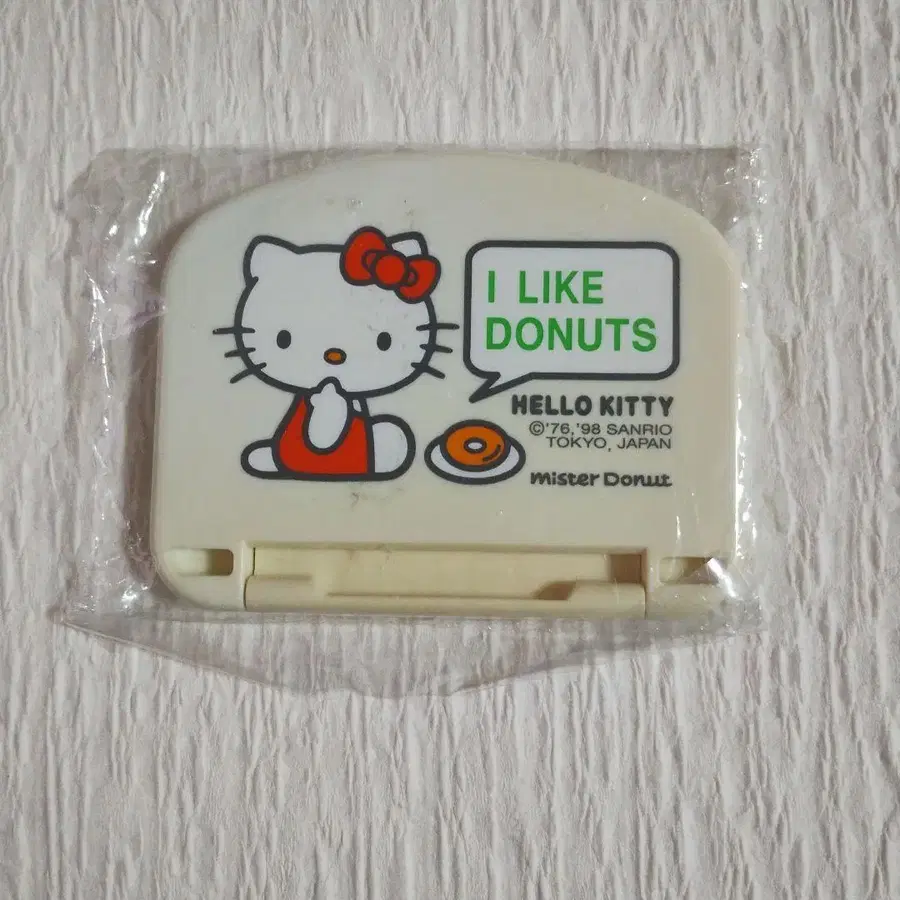 I LIKE
DONUTS
HELLO KITTY
©'76,'98 SANRIO
TOKYO, JAPAN
mister Donut